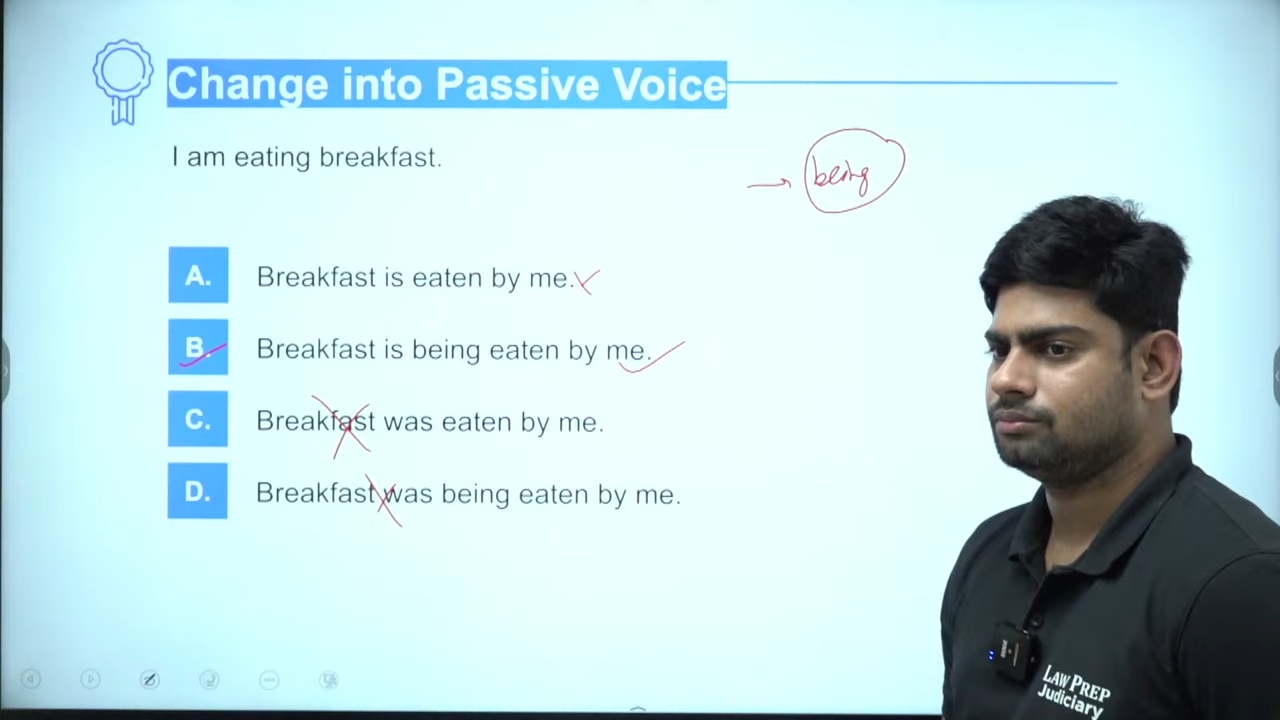 Change into Passive Voice
I am eating breakfast.
being
A. Breakfast is eaten by me.
B. Breakfast is being eaten by me.
C. Breakfast was eaten by me.
D. Breakfast was being eaten by me.
LAW PREP
Judiciary